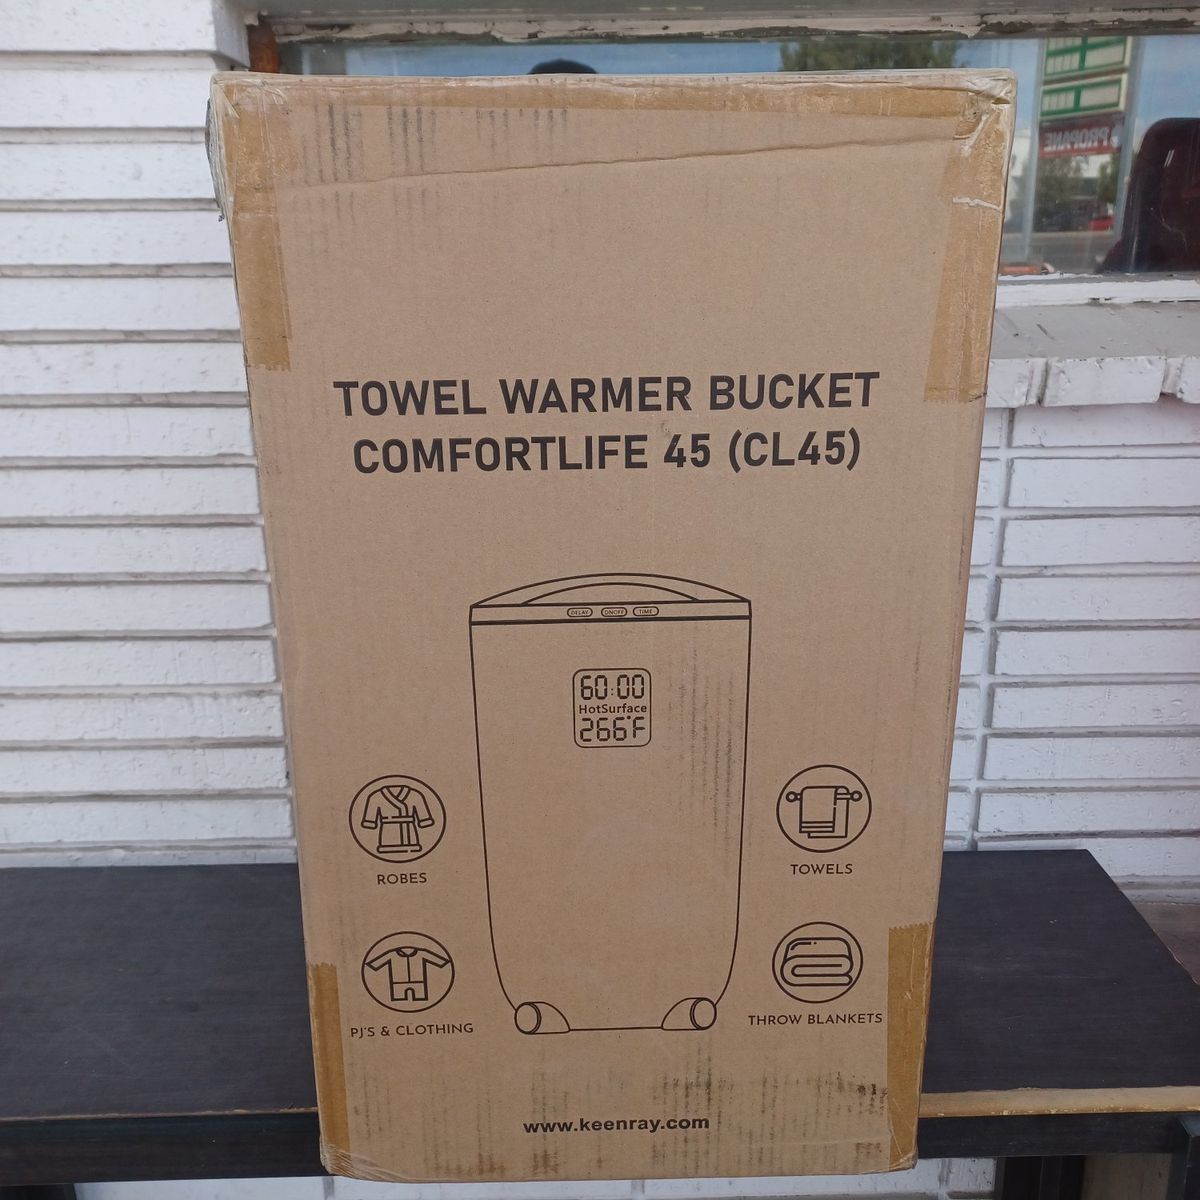 PROPANE
TOWEL WARMER BUCKET
COMFORTLIFE 45 (CL45)
DELAY ON/OFF TIME
60:00
HotSurface
266°F
ROBES
TOWELS
PJ'S & CLOTHING
THROW BLANKETS
www.keenray.com